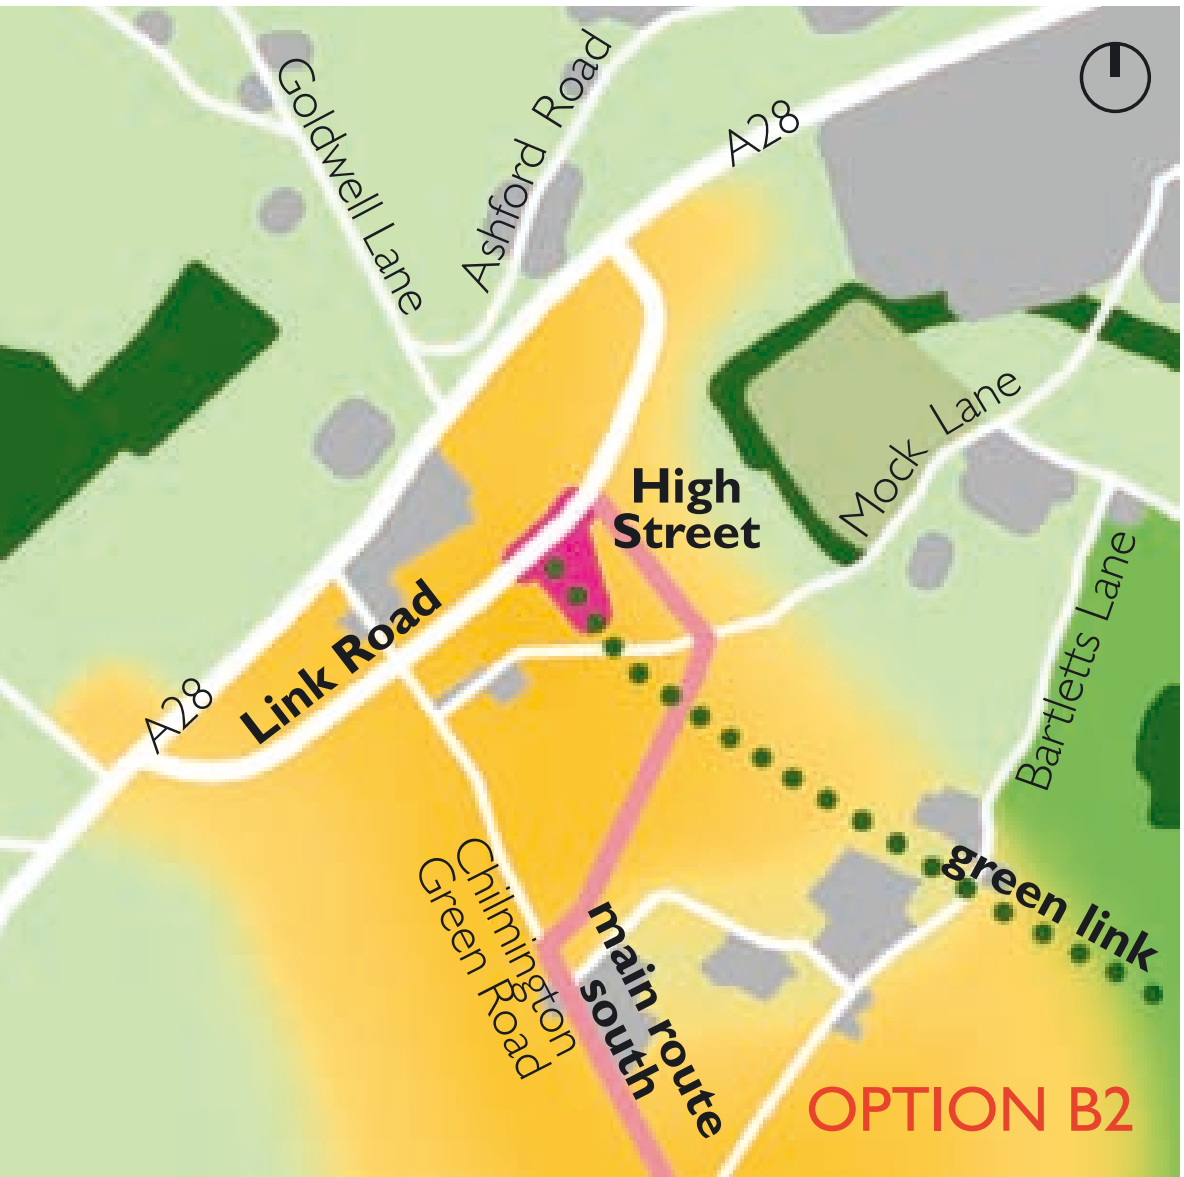 Goldwell Lane
Ashford Road
A28
Mock Lane
High
Street
Bartletts Lane
Link Road
A28
Chilmington
Green Road
main route
south
green link
OPTION B2